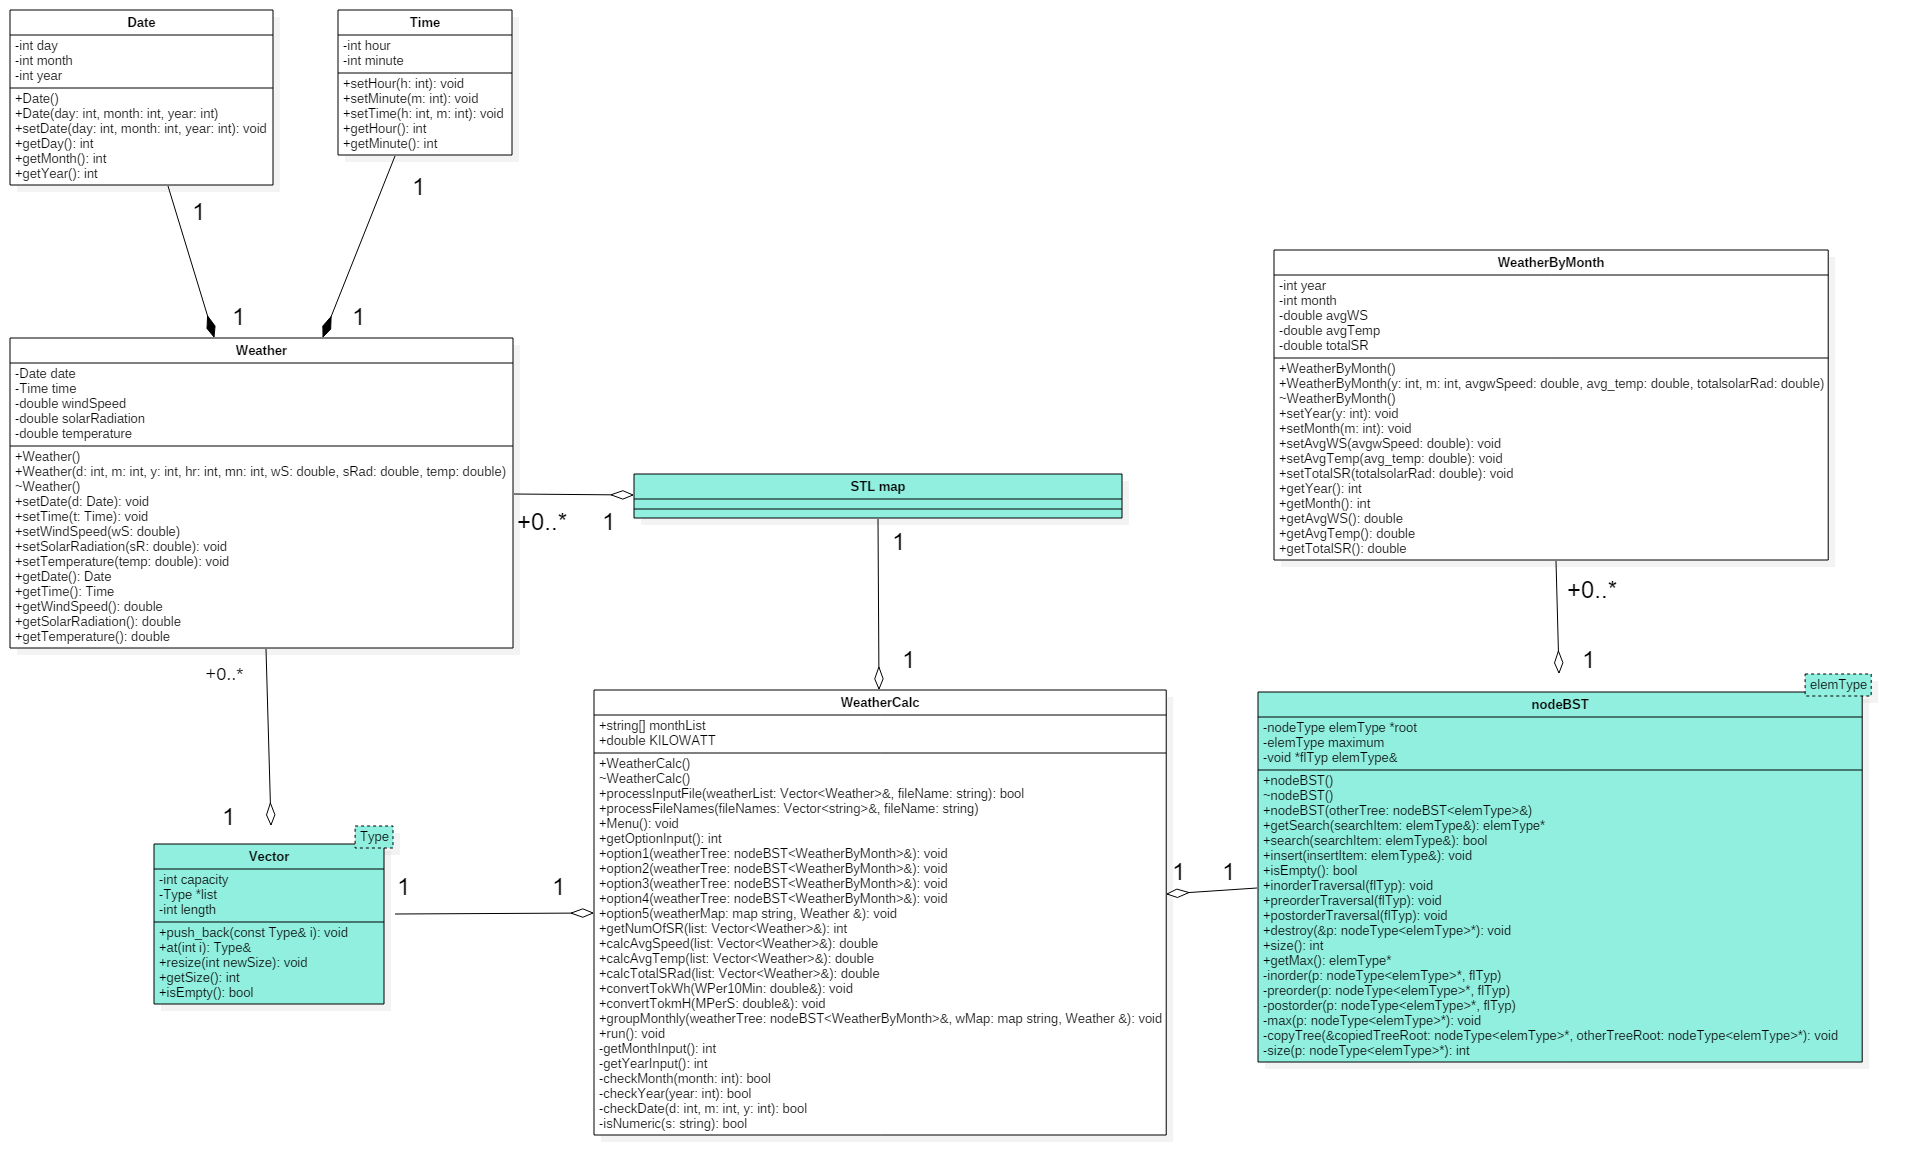 Date
-int day
-int month
-int year
+Date()
+Date(day: int, month: int, year: int)
+setDate(day: int, month: int, year: int): void
+getDay(): int
+getMonth(): int
+getYear(): int
1
1
Time
-int hour
-int minute
+setHour(h: int): void
+setMinute(m: int): void
+setTime(h: int, m: int): void
+getHour(): int
+getMinute(): int
1
1
Weather
-Date date
-Time time
-double windSpeed
-double solarRadiation
-double temperature
+Weather()
+Weather(d: int, m: int, y: int, hr: int, mn: int, wS: double, sRad: double, temp: double)
~Weather()
+setDate(d: Date): void
+setTime(t: Time): void
+setWindSpeed(wS: double)
+setSolarRadiation(sR: double): void
+setTemperature(temp: double): void
+getDate(): Date
+getTime(): Time
+getWindSpeed(): double
+getSolarRadiation(): double
+getTemperature(): double
+0..*
1
STL map
1
1
WeatherByMonth
-int year
-int month
-double avgWS
-double avgTemp
-double totalSR
+WeatherByMonth()
+WeatherByMonth(y: int, m: int, avgwSpeed: double, avg_temp: double, totalsolarRad: double)
~WeatherByMonth()
+setYear(y: int): void
+setMonth(m: int): void
+setAvgWS(avgwSpeed: double): void
+setAvgTemp(avg_temp: double): void
+setTotalSR(totalsolarRad: double): void
+getYear(): int
+getMonth(): int
+getAvgWS(): double
+getAvgTemp(): double
+getTotalSR(): double
+0..*
1
+0..*
1
Type
Vector
-int capacity
-Type *list
-int length
+push_back(const Type& i): void
+at(int i): Type&
+resize(int newSize): void
+getSize(): int
+isEmpty(): bool
1
1
WeatherCalc
+string[] monthList
+double KILOWATT
+WeatherCalc()
~WeatherCalc()
+processInputFile(weatherList: Vector<Weather>&, fileName: string): bool
+processFileNames(fileNames: Vector<string>&, fileName: string)
+Menu(): void
+getOptionInput(): int
+option1(weatherTree: nodeBST<WeatherByMonth>&): void
+option2(weatherTree: nodeBST<WeatherByMonth>&): void
+option3(weatherTree: nodeBST<WeatherByMonth>&): void
+option4(weatherTree: nodeBST<WeatherByMonth>&): void
+option5(weatherMap: map string, Weather &): void
+getNumOfSR(list: Vector<Weather>&): int
+calcAvgSpeed(list: Vector<Weather>&): double
+calcAvgTemp(list: Vector<Weather>&): double
+calcTotalSRad(list: Vector<Weather>&): double
+convertTokWh(WPer10Min: double&): void
+convertTokmH(MPerS: double&): void
+groupMonthly(weatherTree: nodeBST<WeatherByMonth>&, wMap: map string, Weather &): void
+run(): void
-getMonthInput(): int
-getYearInput(): int
-checkMonth(month: int): bool
-checkYear(year: int): bool
-checkDate(d: int, m: int, y: int): bool
-isNumeric(s: string): bool
1
1
elemType
nodeBST
-nodeType elemType *root
-elemType maximum
-void *flTyp elemType&
+nodeBST()
~nodeBST()
+nodeBST(otherTree: nodeBST<elemType>&)
+getSearch(searchItem: elemType&): elemType*
+search(searchItem: elemType&): bool
+insert(insertItem: elemType&): void
+isEmpty(): bool
+inorderTraversal(flTyp): void
+preorderTraversal(flTyp): void
+postorderTraversal(flTyp): void
+destroy(&p: nodeType<elemType>*): void
+size(): int
+getMax(): elemType*
-inorder(p: nodeType<elemType>*, flTyp)
-preorder(p: nodeType<elemType>*, flTyp)
-postorder(p: nodeType<elemType>*, flTyp)
-max(p: nodeType<elemType>*): void
-copyTree(&copiedTreeRoot: nodeType<elemType>*, otherTreeRoot: nodeType<elemType>*): void
-size(p: nodeType<elemType>*): int